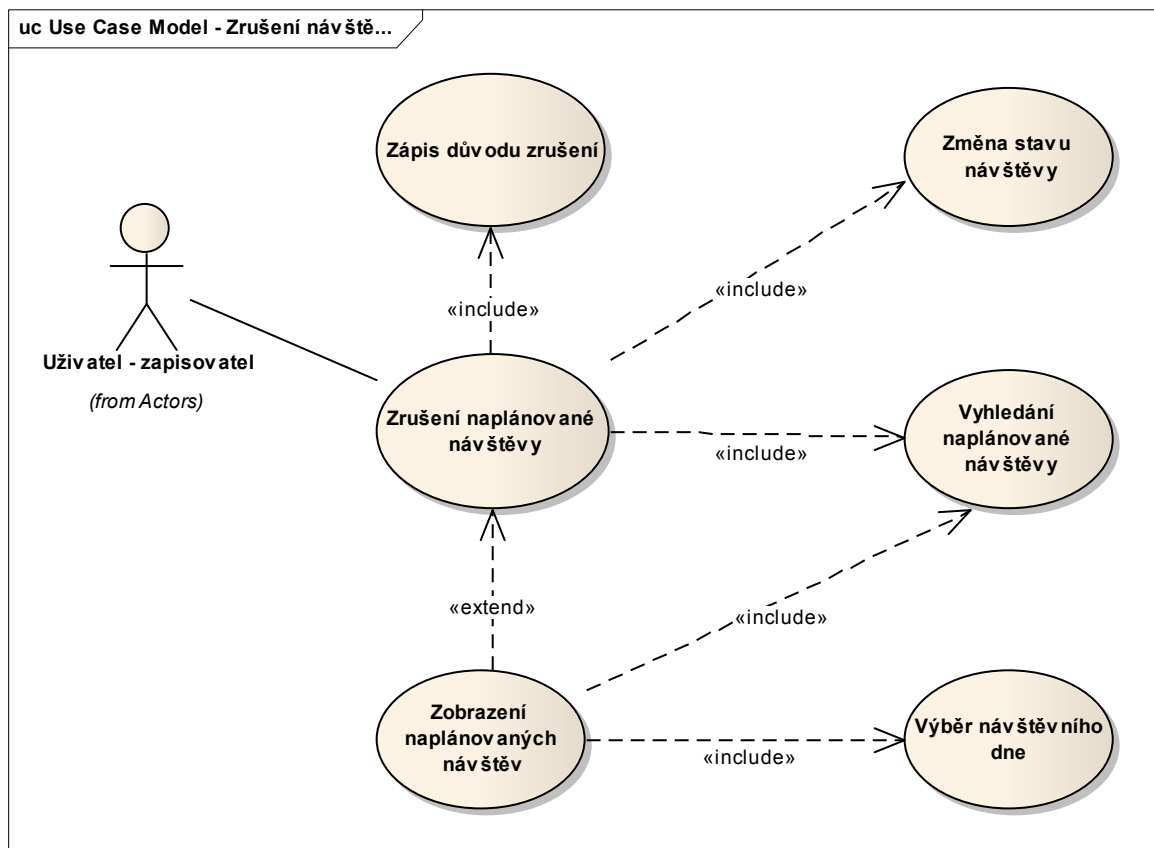 uc Use Case Model - Zrušení návště...
Zápis důvodu zrušení
Změna stavu
návštěvy
«include»
«include»
Uživatel - zapisovatel
(from Actors)
Zrušení naplánované
návštěvy
«include»
Vyhledání
naplánované
návštěvy
«extend»
«include»
Zobrazení
naplánovaných
návštěv
«include»
Výběr návštěvního
dne